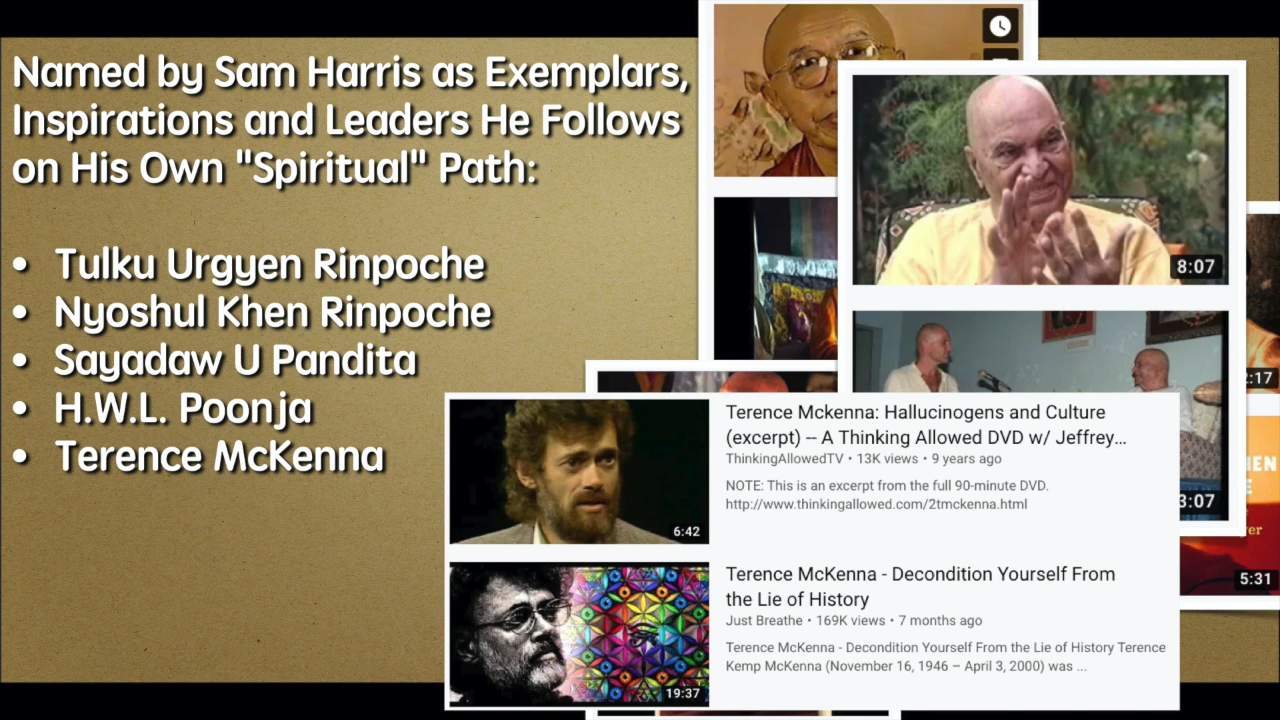 Named by Sam Harris as Exemplars,
Inspirations and Leaders He Follows
on His Own "Spiritual" Path:
• Tulku Urgyen Rinpoche
• Nyoshul Khen Rinpoche
• Sayadaw U Pandita
• H.W.L. Poonja
• Terence McKenna
8:07
2:17
3:07
5:31
6:42
Terence Mckenna: Hallucinogens and Culture
(excerpt) -- A Thinking Allowed DVD w/ Jeffrey...
ThinkingAllowedTV • 13K views • 9 years ago
NOTE: This is an excerpt from the full 90-minute DVD.
http://www.thinkingallowed.com/2tmckenna.html
19:37
Terence McKenna - Decondition Yourself From
the Lie of History
Just Breathe • 169K views • 7 months ago
Terence McKenna - Decondition Yourself From the Lie of History Terence
Kemp McKenna (November 16, 1946 – April 3, 2000) was ...